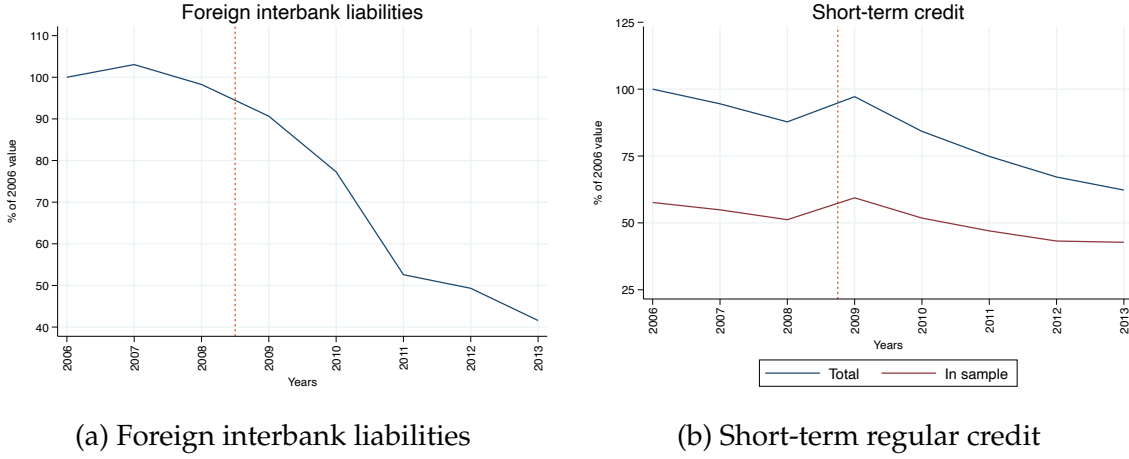 Foreign interbank liabilities
% of 2006 value
110
100
90
80
70
60
50
40
2006
2007
2008
2009
2010
2011
2012
2013
Years
(a) Foreign interbank liabilities
Short-term credit
% of 2006 value
125
100
75
50
25
2006
2007
2008
2009
2010
2011
2012
2013
Years
Total
In sample
(b) Short-term regular credit